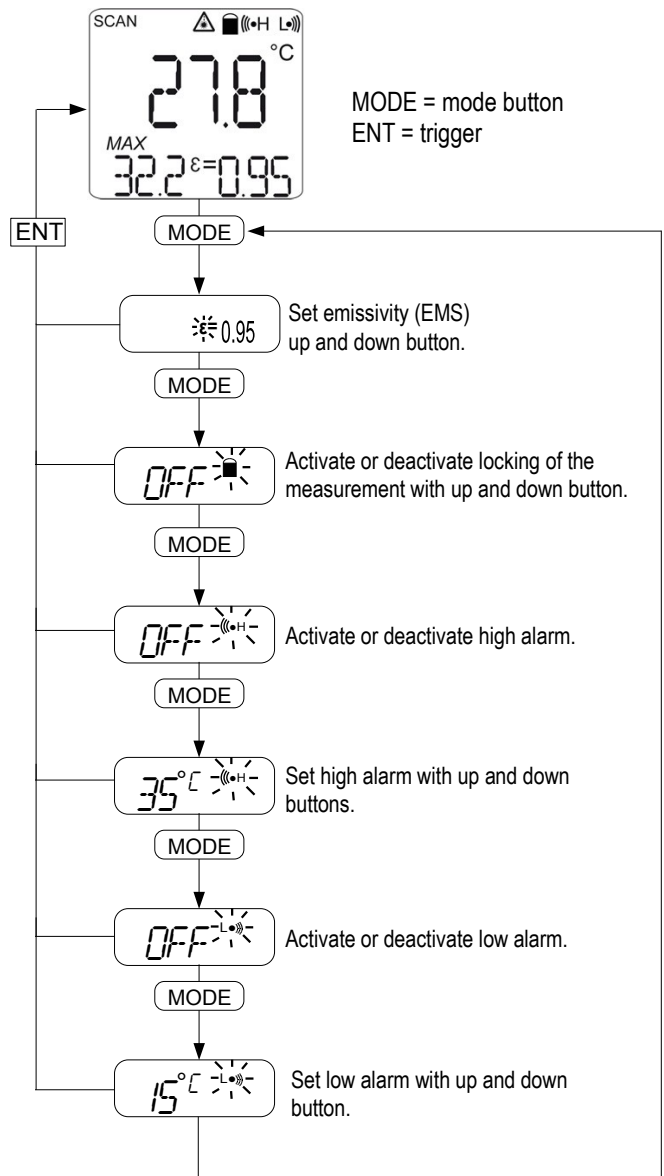 SCAN H L
27.8 °C
MODE = mode button
ENT = trigger
MAX
32.2 ε=0.95
ENT
MODE
ε= 0.95
Set emissivity (EMS)
up and down button.
MODE
OFF
Activate or deactivate locking of the
measurement with up and down button.
MODE
OFF H
Activate or deactivate high alarm.
MODE
35°C H
Set high alarm with up and down
buttons.
MODE
OFF L
Activate or deactivate low alarm.
MODE
15°C L
Set low alarm with up and down
button.